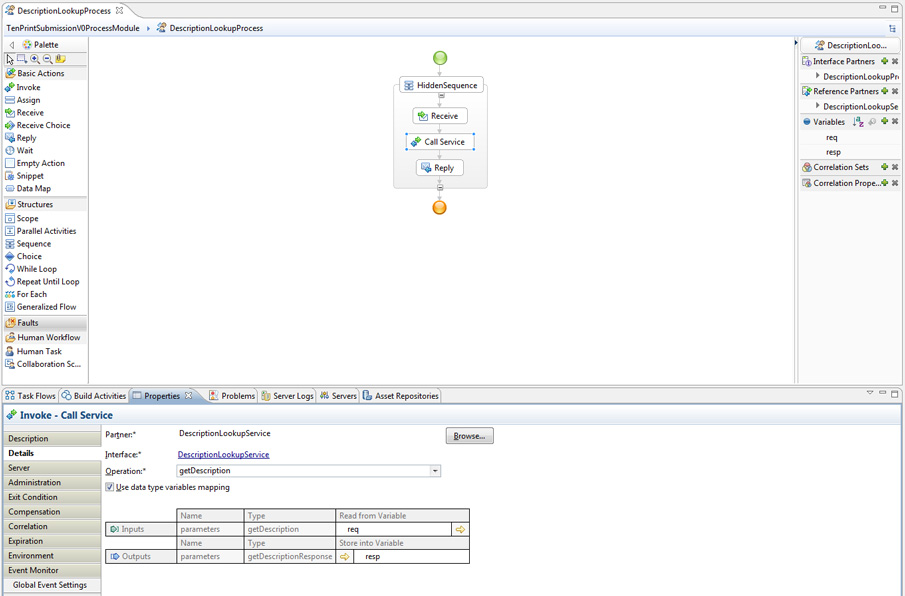 DescriptionLookupProcess
TenPrintSubmissionV0ProcessModule DescriptionLookupProcess
Palette
Basic Actions
Invoke
Assign
Receive
Receive Choice
Reply
Wait
Empty Action
Snippet
Data Map
Structures
Scope
Parallel Activities
Sequence
Choice
While Loop
Repeat Until Loop
For Each
Generalized Flow
Faults
Human Workflow
Human Task
Collaboration Sc...
HiddenSequence
Receive
Call Service
Reply
DescriptionLoo...
Interface Partners
DescriptionLookupPr
Reference Partners
DescriptionLookupSe
Variables
req
resp
Correlation Sets
Correlation Prope...
Task Flows Build Activities Properties Problems Server Logs Servers Asset Repositories
Invoke - Call Service
Description
Details
Server
Administration
Exit Condition
Compensation
Correlation
Expiration
Environment
Event Monitor
Global Event Settings
Partner:* DescriptionLookupService Browse...
Interface:* DescriptionLookupService
Operation:* getDescription
Use data type variables mapping
Name Type Read from Variable
Inputs parameters getDescription req
Name Type Store into Variable
Outputs parameters getDescriptionResponse resp